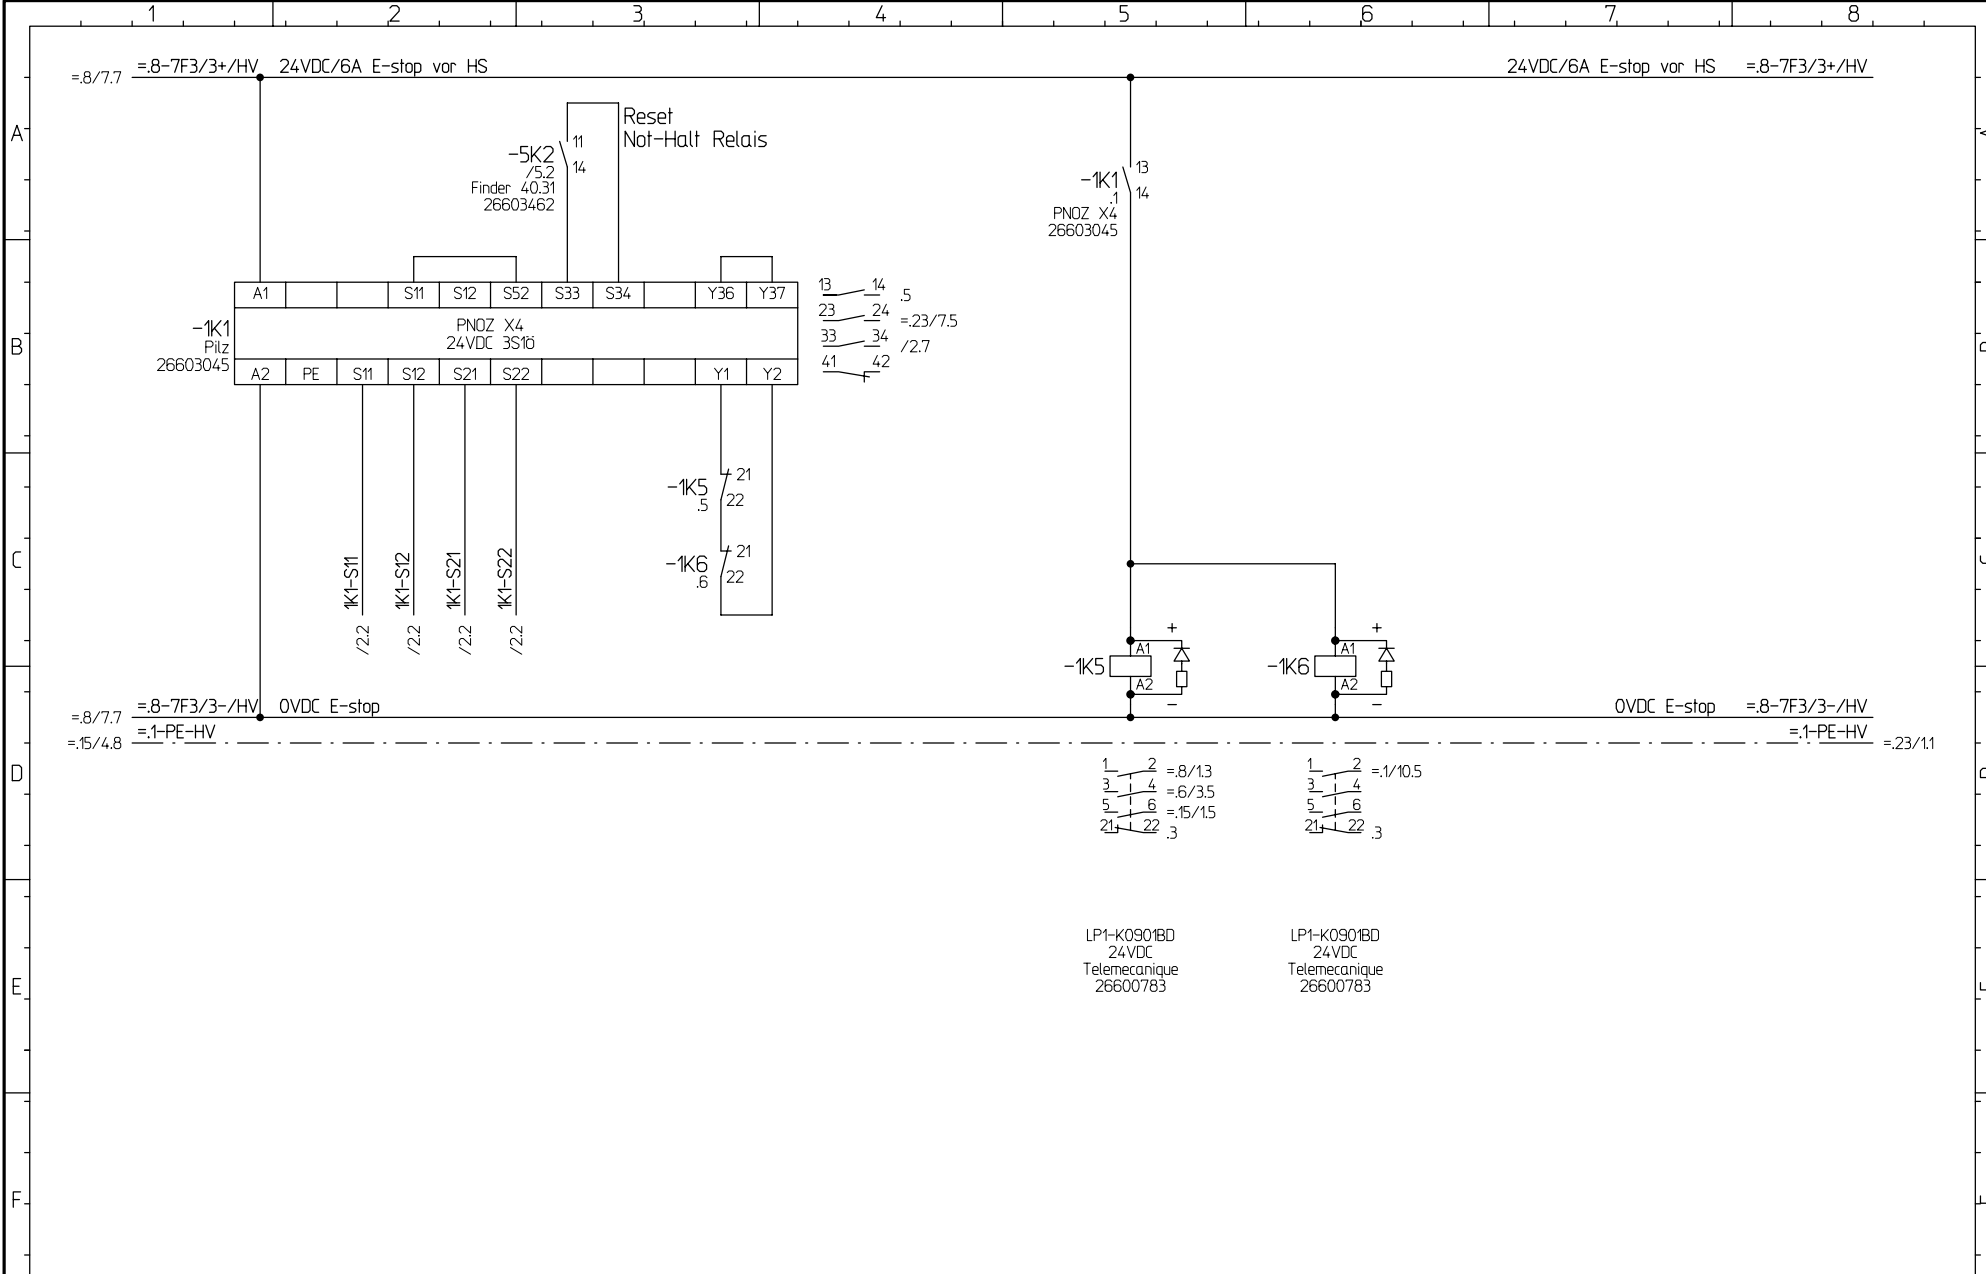 1 2 3 4 5 6 7 8
=.8/7.7 =.8-7F3/3+/HV 24VDC/6A E-stop vor HS 24VDC/6A E-stop vor HS =.8-7F3/3+/HV
A
Reset
Not-Halt Relais
-5K2 11
/5.2 14
Finder 40.31
26603462
-1K1 13
.1 14
PNOZ X4
26603045
A1 S11 S12 S52 S33 S34 Y36 Y37
B
-1K1
Pilz
26603045
PNOZ X4
24VDC 3S1ö
A2 PE S11 S12 S21 S22 Y1 Y2
13 14 .5
23 24 =.23/7.5
33 34 /2.7
41 42
-1K5 21
.5 22
C
-1K6 21
.6 22
1K1-S11 1K1-S12 1K1-S21 1K1-S22
/2.2 /2.2 /2.2 /2.2
+ +
-1K5 A1 -1K6 A1
A2 A2
- -
=.8/7.7 =.8-7F3/3-/HV 0VDC E-stop 0VDC E-stop =.8-7F3/3-/HV
=.15/4.8 =.1-PE-HV =.1-PE-HV =.23/1.1
D
1 2 =.8/1.3 1 2 =.1/10.5
3 4 =.6/3.5 3 4
5 6 =.15/1.5 5 6
21 22 .3 21 22 .3
E
LP1-K0901BD LP1-K0901BD
24VDC 24VDC
Telemecanique Telemecanique
26600783 26600783
F